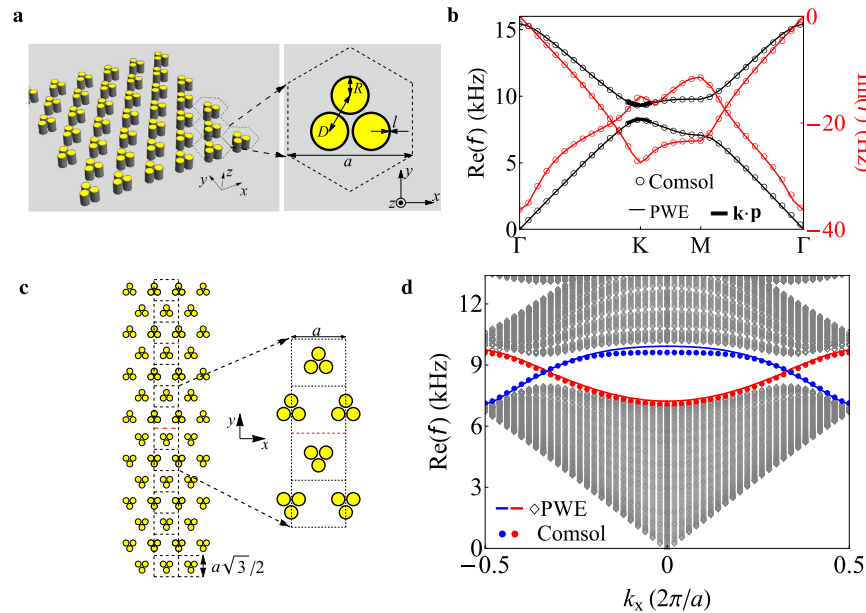 a
R
D
l
a
y
z
x
y
z
x
b
Re(f) (kHz)
15
10
5
0
Γ
K
M
Γ
0
−20
−40
Comsol
PWE
k·p
c
a
y
x
a√3/2
d
Re(f) (kHz)
12
9
6
3
0
PWE
Comsol
−0.5
0
0.5
kx (2π/a)